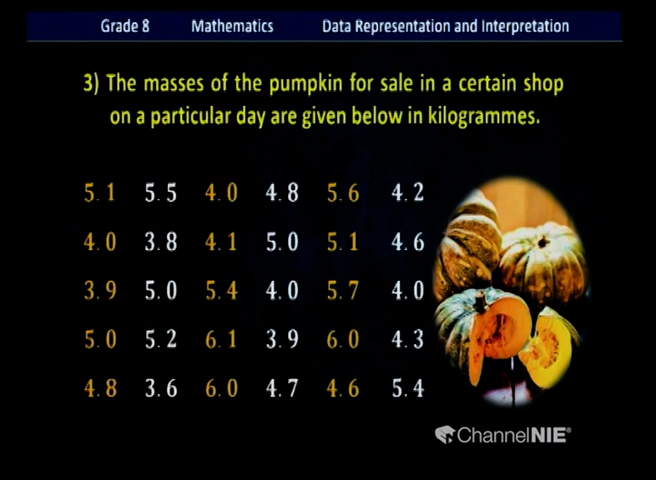 Grade 8 Mathematics Data Representation and Interpretation
3) The masses of the pumpkin for sale in a certain shop
on a particular day are given below in kilogrammes.
5.1 5.5 4.0 4.8 5.6 4.2
4.0 3.8 4.1 5.0 5.1 4.6
3.9 5.0 5.4 4.0 5.7 4.0
5.0 5.2 6.1 3.9 6.0 4.3
4.8 3.6 6.0 4.7 4.6 5.4
ChannelNIE®